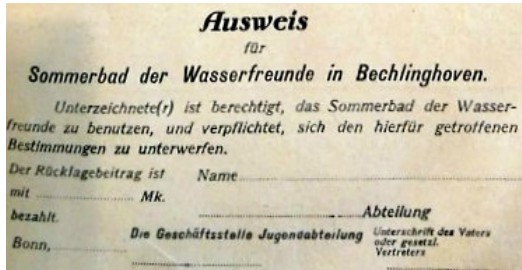 Ausweis
für
Sommerbad der Wasserfreunde in Bechlinghoven.
Unterzeichnete(r) ist berechtigt, das Sommerbad der Wasser-
freunde zu benutzen, und verpflichtet, sich den hierfür getroffenen
Bestimmungen zu unterwerfen.
Der Rücklagebeitrag ist Name
mit Mk.
bezahlt. Abteilung
Bonn, Die Geschäftsstelle Jugendabteilung Unterschrift des Vaters
oder gesetzl.
Vertreters